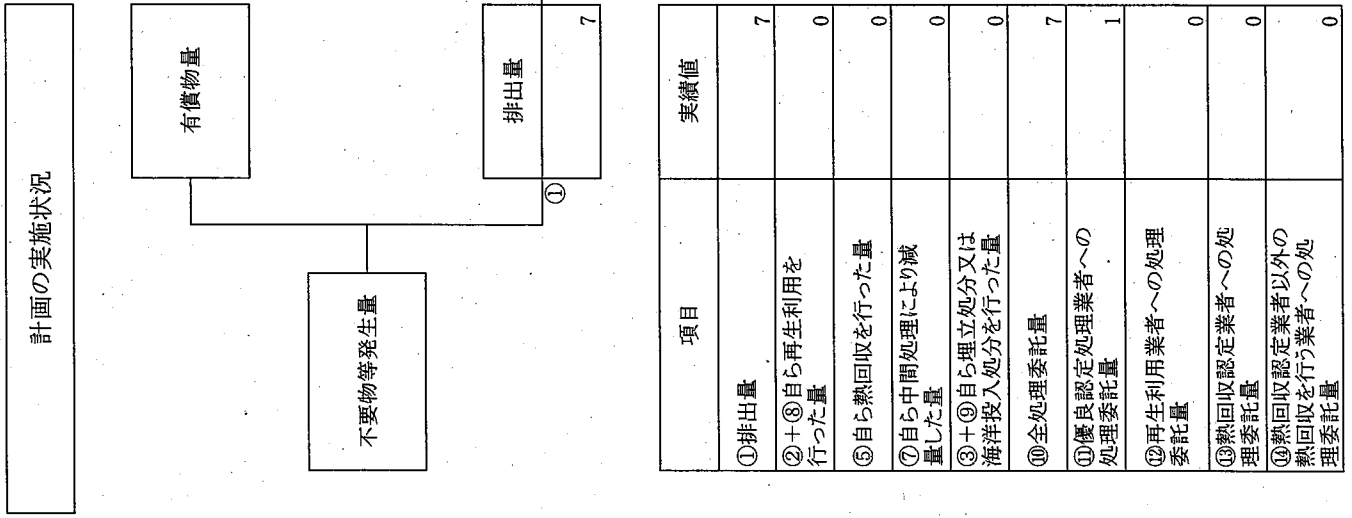 計画の実施状況
有償物量
不要物等発生量
①
排出量
7
項目
実績値
①排出量
7
②+⑧自ら再生利用を
行った量
0
⑤自ら熱回収を行った量
0
⑦自ら中間処理により減
量した量
0
③+⑨自ら埋立処分又は
海洋投入処分を行った量
0
⑩全処理委託量
7
⑪優良認定処理業者への
処理委託量
1
⑫再生利用業者への処理
委託量
0
⑬熱回収認定業者への処
理委託量
0
⑭熱回収認定業者以外の
熱回収を行う業者への処
理委託量
0